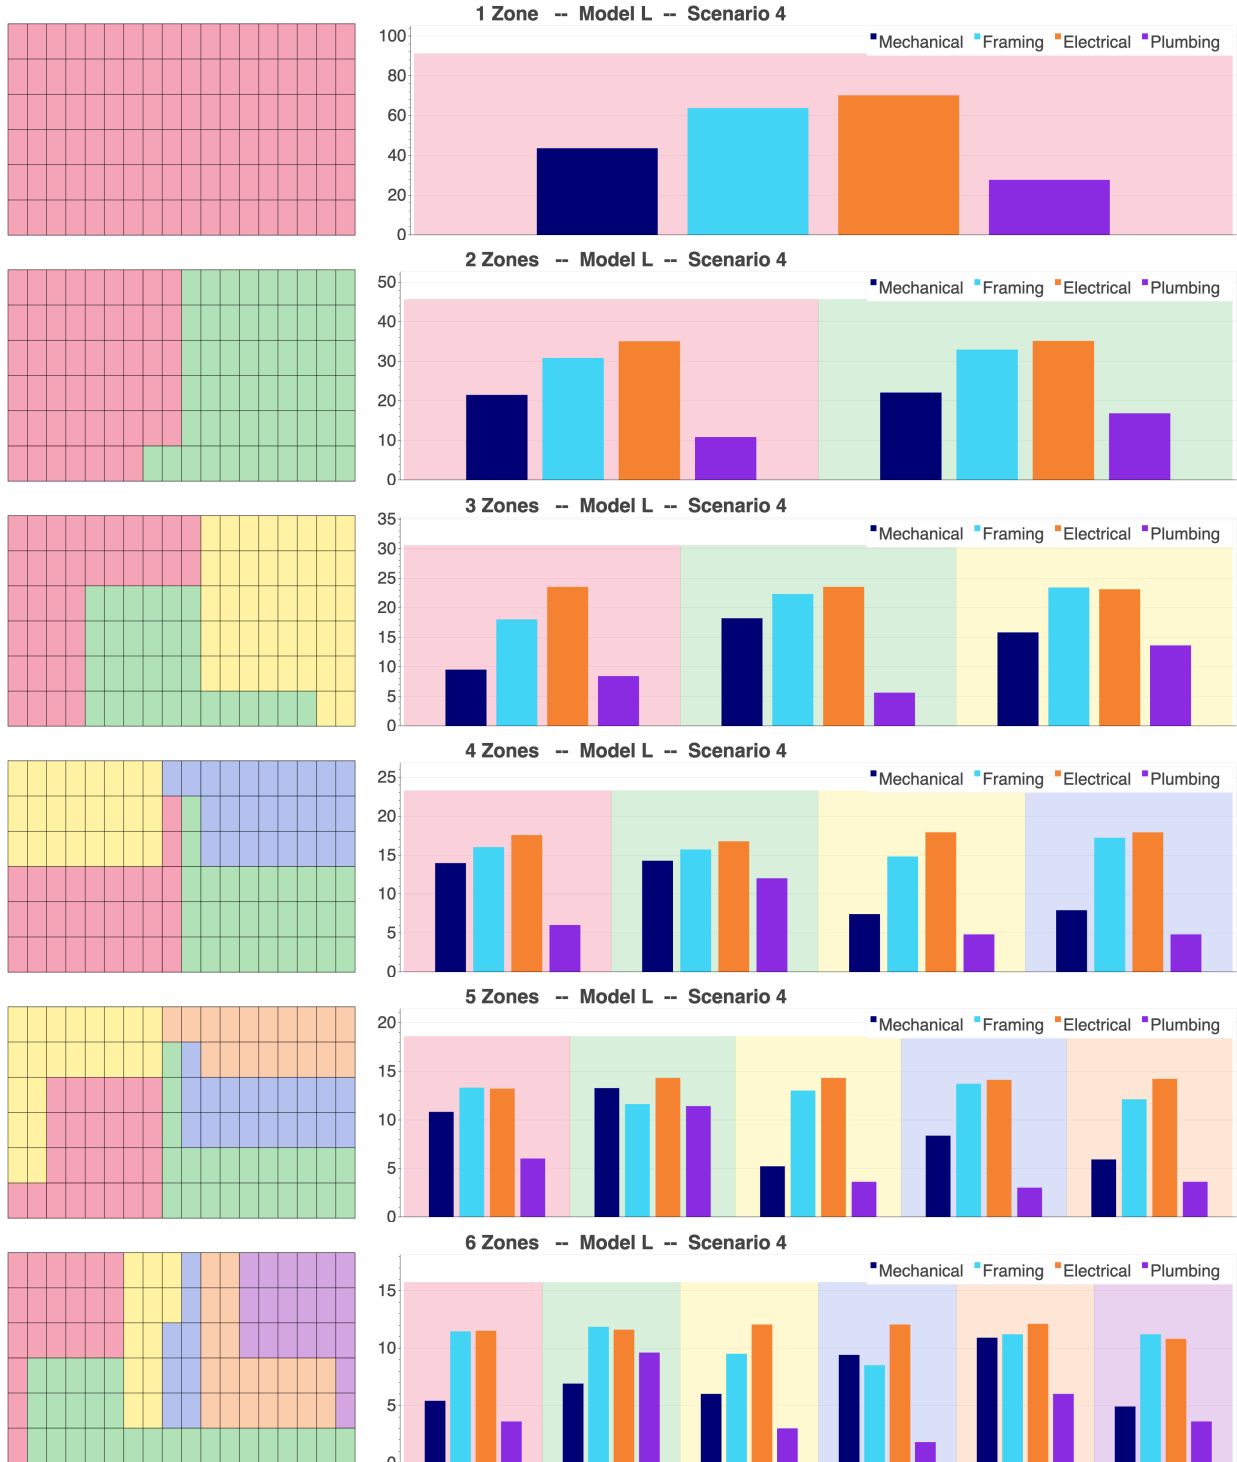 1 Zone -- Model L -- Scenario 4
Mechanical Framing Electrical Plumbing
100
80
60
40
20
0
2 Zones -- Model L -- Scenario 4
Mechanical Framing Electrical Plumbing
50
40
30
20
10
0
3 Zones -- Model L -- Scenario 4
Mechanical Framing Electrical Plumbing
35
30
25
20
15
10
5
0
4 Zones -- Model L -- Scenario 4
Mechanical Framing Electrical Plumbing
25
20
15
10
5
0
5 Zones -- Model L -- Scenario 4
Mechanical Framing Electrical Plumbing
20
15
10
5
0
6 Zones -- Model L -- Scenario 4
Mechanical Framing Electrical Plumbing
15
10
5
0